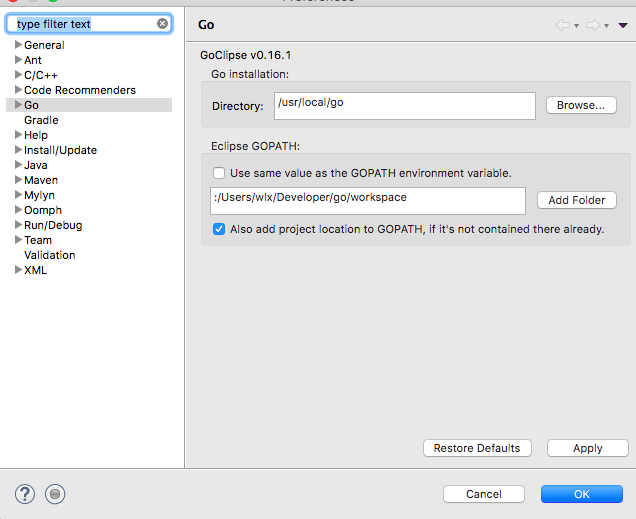 Preferences
type filter text
General
Ant
C/C++
Code Recommenders
Go
Gradle
Help
Install/Update
Java
Maven
Mylyn
Oomph
Run/Debug
Team
Validation
XML
Go
GoClipse v0.16.1
Go installation:
Directory: /usr/local/go Browse...
Eclipse GOPATH:
Use same value as the GOPATH environment variable.
:/Users/wlx/Developer/go/workspace Add Folder
Also add project location to GOPATH, if it's not contained there already.
Restore Defaults Apply
? Cancel OK